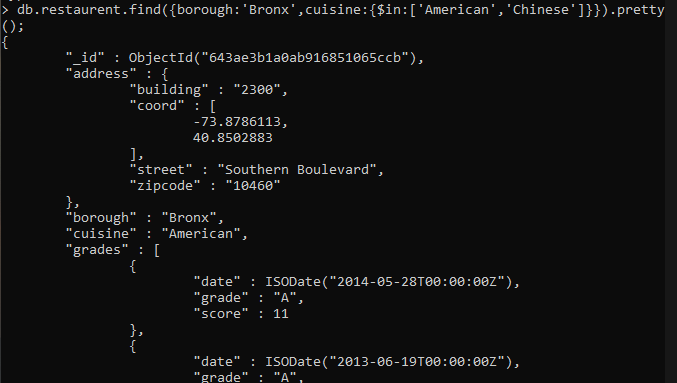 > db.restaurent.find({borough:'Bronx',cuisine:{$in:['American','Chinese']}}).pretty
();
{
        "_id" : ObjectId("643ae3b1a0ab916851065ccb"),
        "address" : {
                "building" : "2300",
                "coord" : [
                        -73.8786113,
                        40.8502883
                ],
                "street" : "Southern Boulevard",
                "zipcode" : "10460"
        },
        "borough" : "Bronx",
        "cuisine" : "American",
        "grades" : [
                {
                        "date" : ISODate("2014-05-28T00:00:00Z"),
                        "grade" : "A",
                        "score" : 11
                },
                {
                        "date" : ISODate("2013-06-19T00:00:00Z"),
                        "grade" : "A",